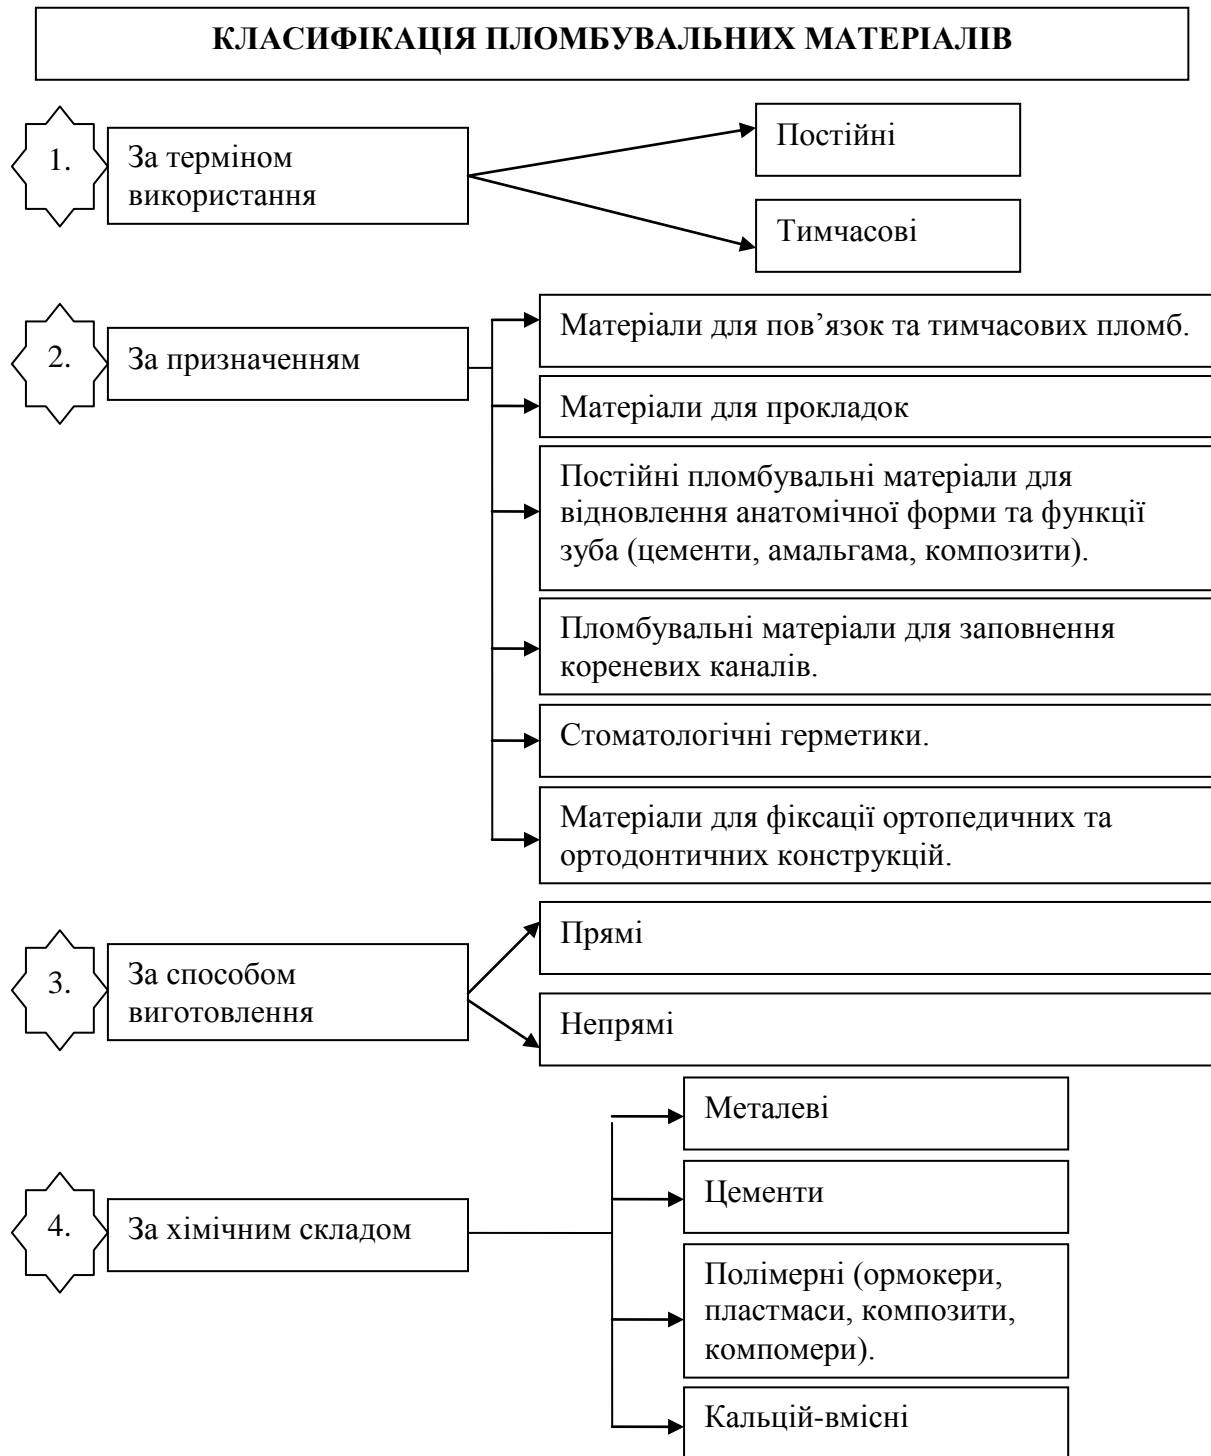 КЛАСИФІКАЦІЯ ПЛОМБУВАЛЬНИХ МАТЕРІАЛІВ
1.
За терміном
використання
Постійні
Тимчасові
2.
За призначенням
Матеріали для пов’язок та тимчасових пломб.
Матеріали для прокладок
Постійні пломбувальні матеріали для
відновлення анатомічної форми та функції
зуба (цементи, амальгама, композити).
Пломбувальні матеріали для заповнення
кореневих каналів.
Стоматологічні герметики.
Матеріали для фіксації ортопедичних та
ортодонтичних конструкцій.
3.
За способом
виготовлення
Прямі
Непрямі
4.
За хімічним складом
Металеві
Цементи
Полімерні (ормокери,
пластмаси, композити,
компомери).
Кальцій-вмісні